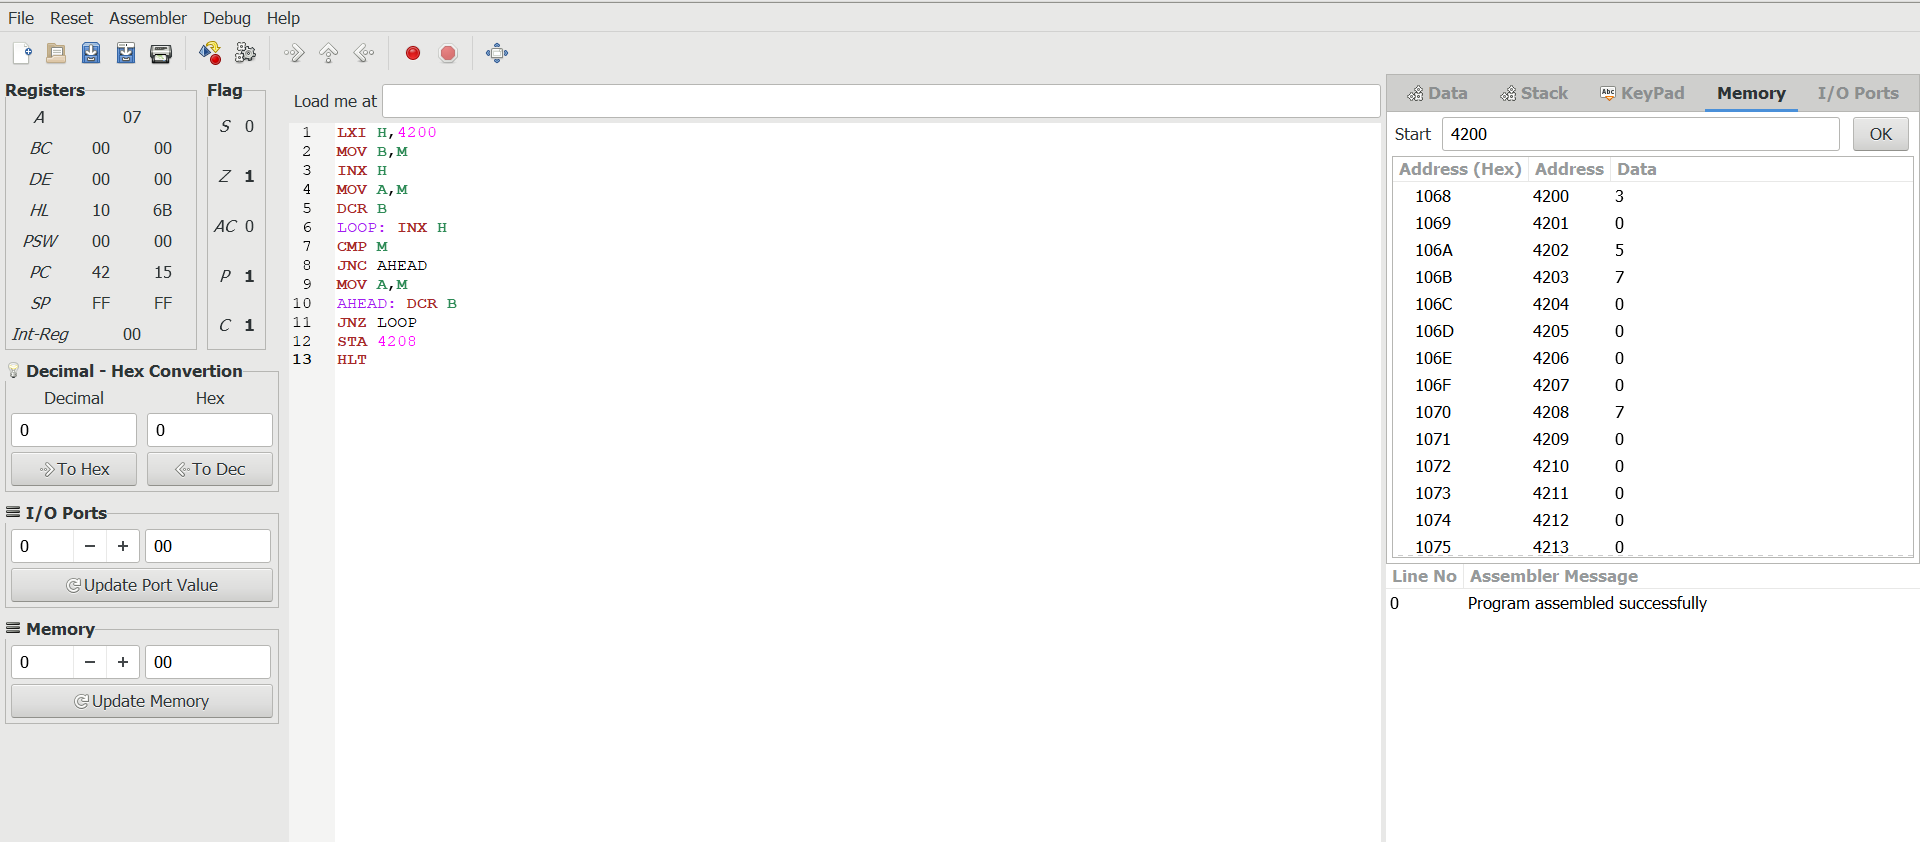 File Reset Assembler Debug Help
Registers
A 07
BC 00 00
DE 00 00
HL 10 6B
PSW 00 00
PC 42 15
SP FF FF
Int-Reg 00
Flag
S 0
Z 1
AC 0
P 1
C 1
Decimal - Hex Convertion
Decimal Hex
0 0
To Hex To Dec
I/O Ports
0 − + 00
Update Port Value
Memory
0 − + 00
Update Memory
Load me at
1 LXI H,4200
2 MOV B,M
3 INX H
4 MOV A,M
5 DCR B
6 LOOP: INX H
7 CMP M
8 JNC AHEAD
9 MOV A,M
10 AHEAD: DCR B
11 JNZ LOOP
12 STA 4208
13 HLT
Data Stack Abc KeyPad Memory I/O Ports
Start 4200 OK
Address (Hex) Address Data
1068 4200 3
1069 4201 0
106A 4202 5
106B 4203 7
106C 4204 0
106D 4205 0
106E 4206 0
106F 4207 0
1070 4208 7
1071 4209 0
1072 4210 0
1073 4211 0
1074 4212 0
1075 4213 0
Line No Assembler Message
0 Program assembled successfully